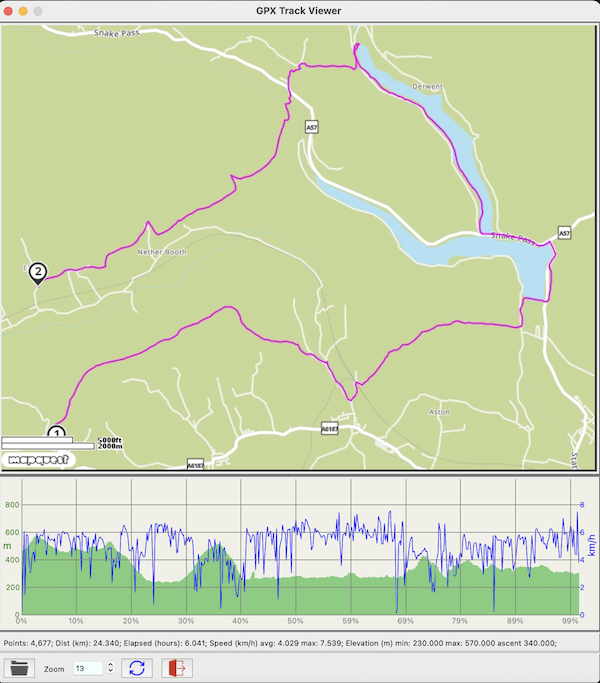 GPX Track Viewer
Snake Pass
Derwent
A57
Snake Pass
A57
Nether Booth
2
1
Aston
A6187
A6187
5000ft
2000m
mapquest
800
600
m
400
200
0
8
6
km/h
4
2
0
0%
10%
20%
30%
40%
49%
59%
69%
79%
89%
99%
Points: 4,677; Dist (km): 24.340; Elapsed (hours): 6.041; Speed (km/h) avg: 4.029 max: 7.539; Elevation (m) min: 230.000 max: 570.000 ascent 340.000;
Zoom
13